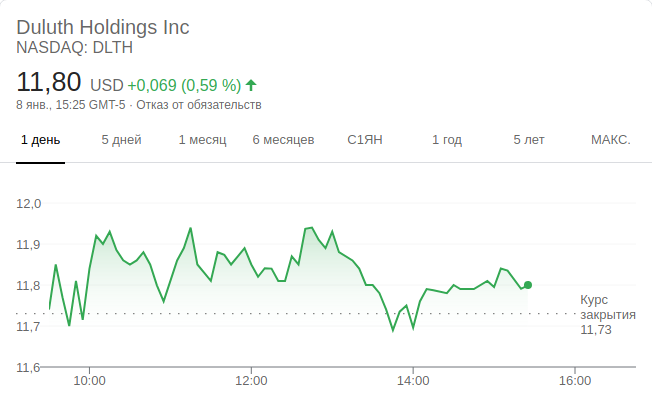 Duluth Holdings Inc
NASDAQ: DLTH
11,80 USD +0,069 (0,59 %)
8 янв., 15:25 GMT-5 · Отказ от обязательств
1 день 5 дней 1 месяц 6 месяцев С1ЯН 1 год 5 лет МАКС.
12,0
11,9
11,8
11,7
11,6
Курс
закрытия
11,73
10:00 12:00 14:00 16:00